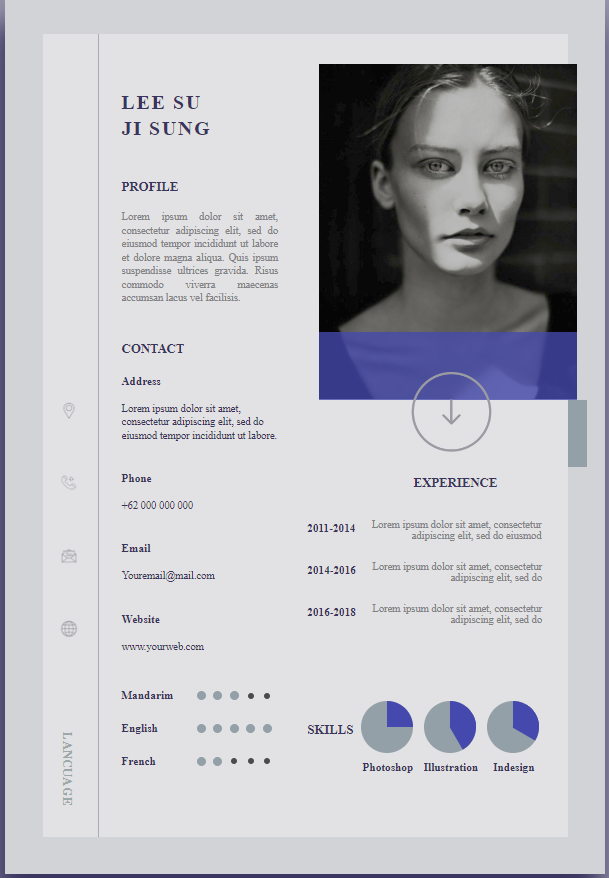 LEE SU
JI SUNG
PROFILE
Lorem ipsum dolor sit amet,
consectetur adipiscing elit, sed do
eiusmod tempor incididunt ut labore
et dolore magna aliqua. Quis ipsum
suspendisse ultrices gravida. Risus
commodo viverra maecenas
accumsan lacus vel facilisis.
CONTACT
Address
Lorem ipsum dolor sit amet,
consectetur adipiscing elit, sed do
eiusmod tempor incididunt ut labore.
Phone
+62 000 000 000
Email
Youremail@mail.com
Website
www.yourweb.com
LANCUAGE
Mandarim
English
French
EXPERIENCE
2011-2014
Lorem ipsum dolor sit amet, consectetur
adipiscing elit, sed do eiusmod
2014-2016
Lorem ipsum dolor sit amet, consectetur
adipiscing elit, sed do
2016-2018
Lorem ipsum dolor sit amet, consectetur
adipiscing elit, sed do
SKILLS
Photoshop
Illustration
Indesign